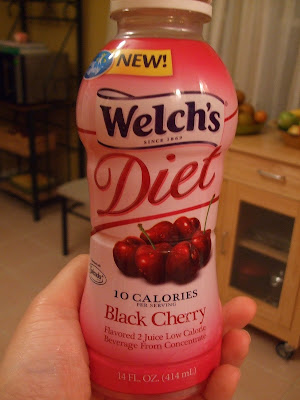 NEW!
Welch's
SINCE 1869
Diet
10 CALORIES
PER SERVING
Black Cherry
Flavored 2 Juice Low Calorie
Beverage From Concentrate
14 FL. OZ. (414 mL)